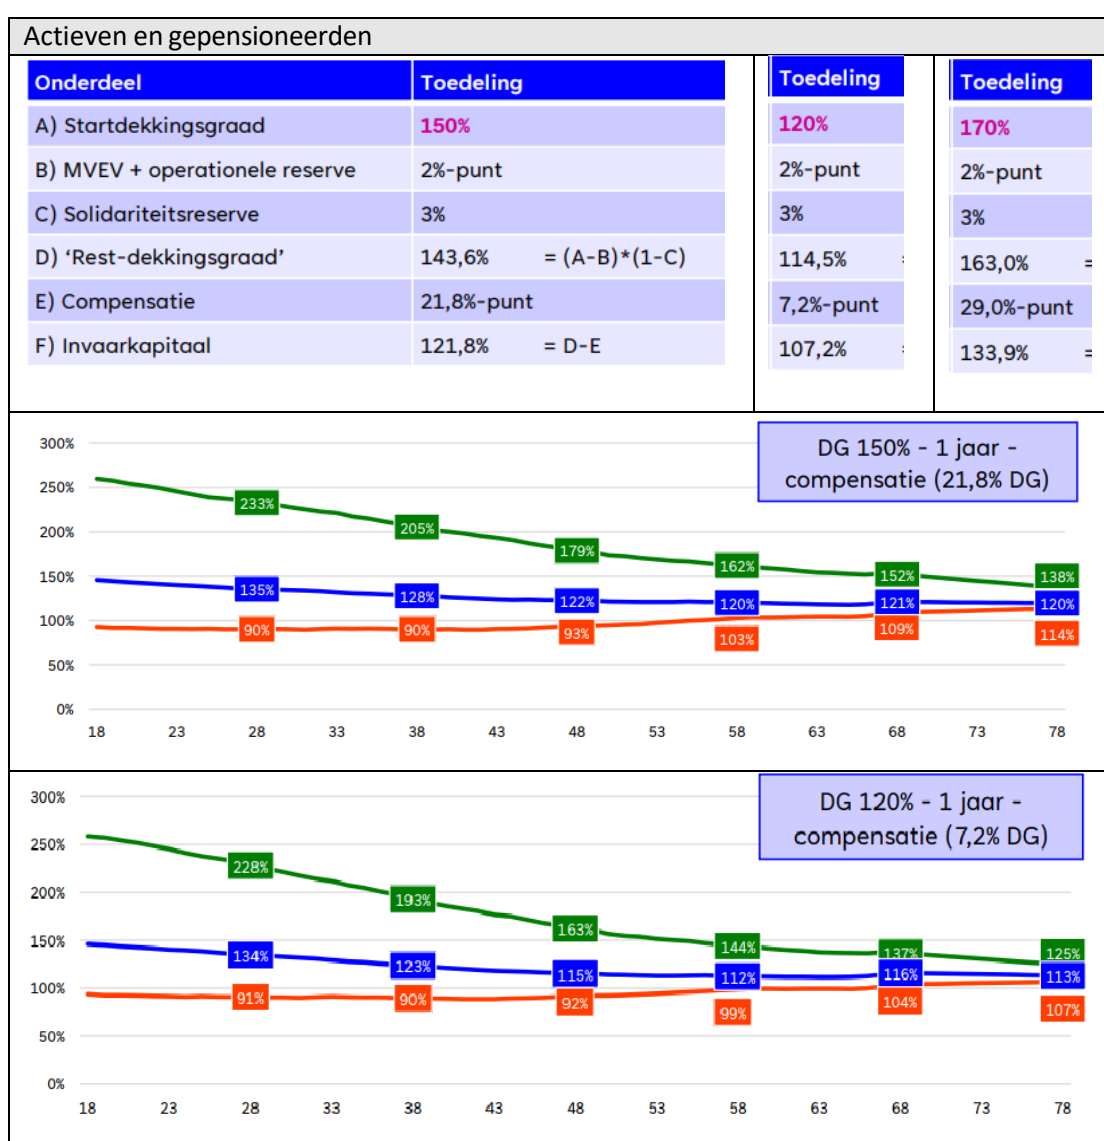 Actieven en gepensioneerden
Onderdeel Toedeling
A) Startdekkingsgraad 150%
B) MVEV + operationele reserve 2%-punt
C) Solidariteitsreserve 3%
D) ‘Rest-dekkingsgraad’ 143,6% = (A-B)*(1-C)
E) Compensatie 21,8%-punt
F) Invaarkapitaal 121,8% = D-E
Toedeling
120%
2%-punt
3%
114,5%
7,2%-punt
107,2%
Toedeling
170%
2%-punt
3%
163,0% =
29,0%-punt
133,9% =
DG 150% - 1 jaar -
compensatie (21,8% DG)
300%
250%
200%
150%
100%
50%
0%
233% 205% 179% 162% 152% 138%
135% 128% 122% 120% 121% 120%
90% 90% 93% 103% 109% 114%
18 23 28 33 38 43 48 53 58 63 68 73 78
DG 120% - 1 jaar -
compensatie (7,2% DG)
300%
250%
200%
150%
100%
50%
0%
228% 193% 163% 144% 137% 125%
134% 123% 115% 112% 116% 113%
91% 90% 92% 99% 104% 107%
18 23 28 33 38 43 48 53 58 63 68 73 78